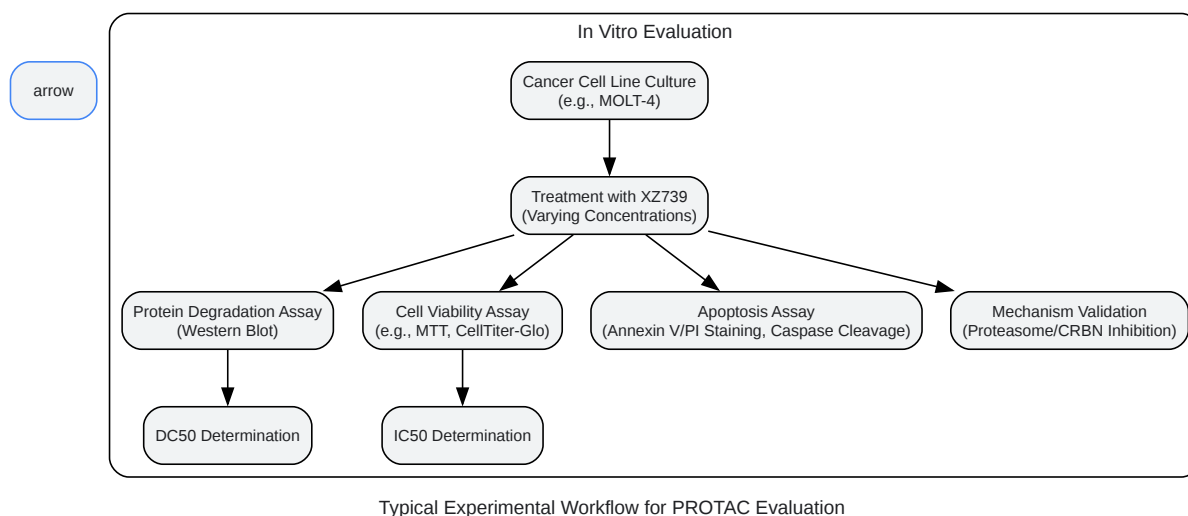 In Vitro Evaluation
arrow
Cancer Cell Line Culture
(e.g., MOLT-4)
Treatment with XZ739
(Varying Concentrations)
Protein Degradation Assay
(Western Blot)
Cell Viability Assay
(e.g., MTT, CellTiter-Glo
Apoptosis Assay
(Annexin V/PI Staining, Caspase Cleavage)
Mechanism Validation
(Proteasome/CRBN Inhibition)
DC50 Determination
IC50 Determination
Typical Experimental Workflow for PROTAC Evaluation